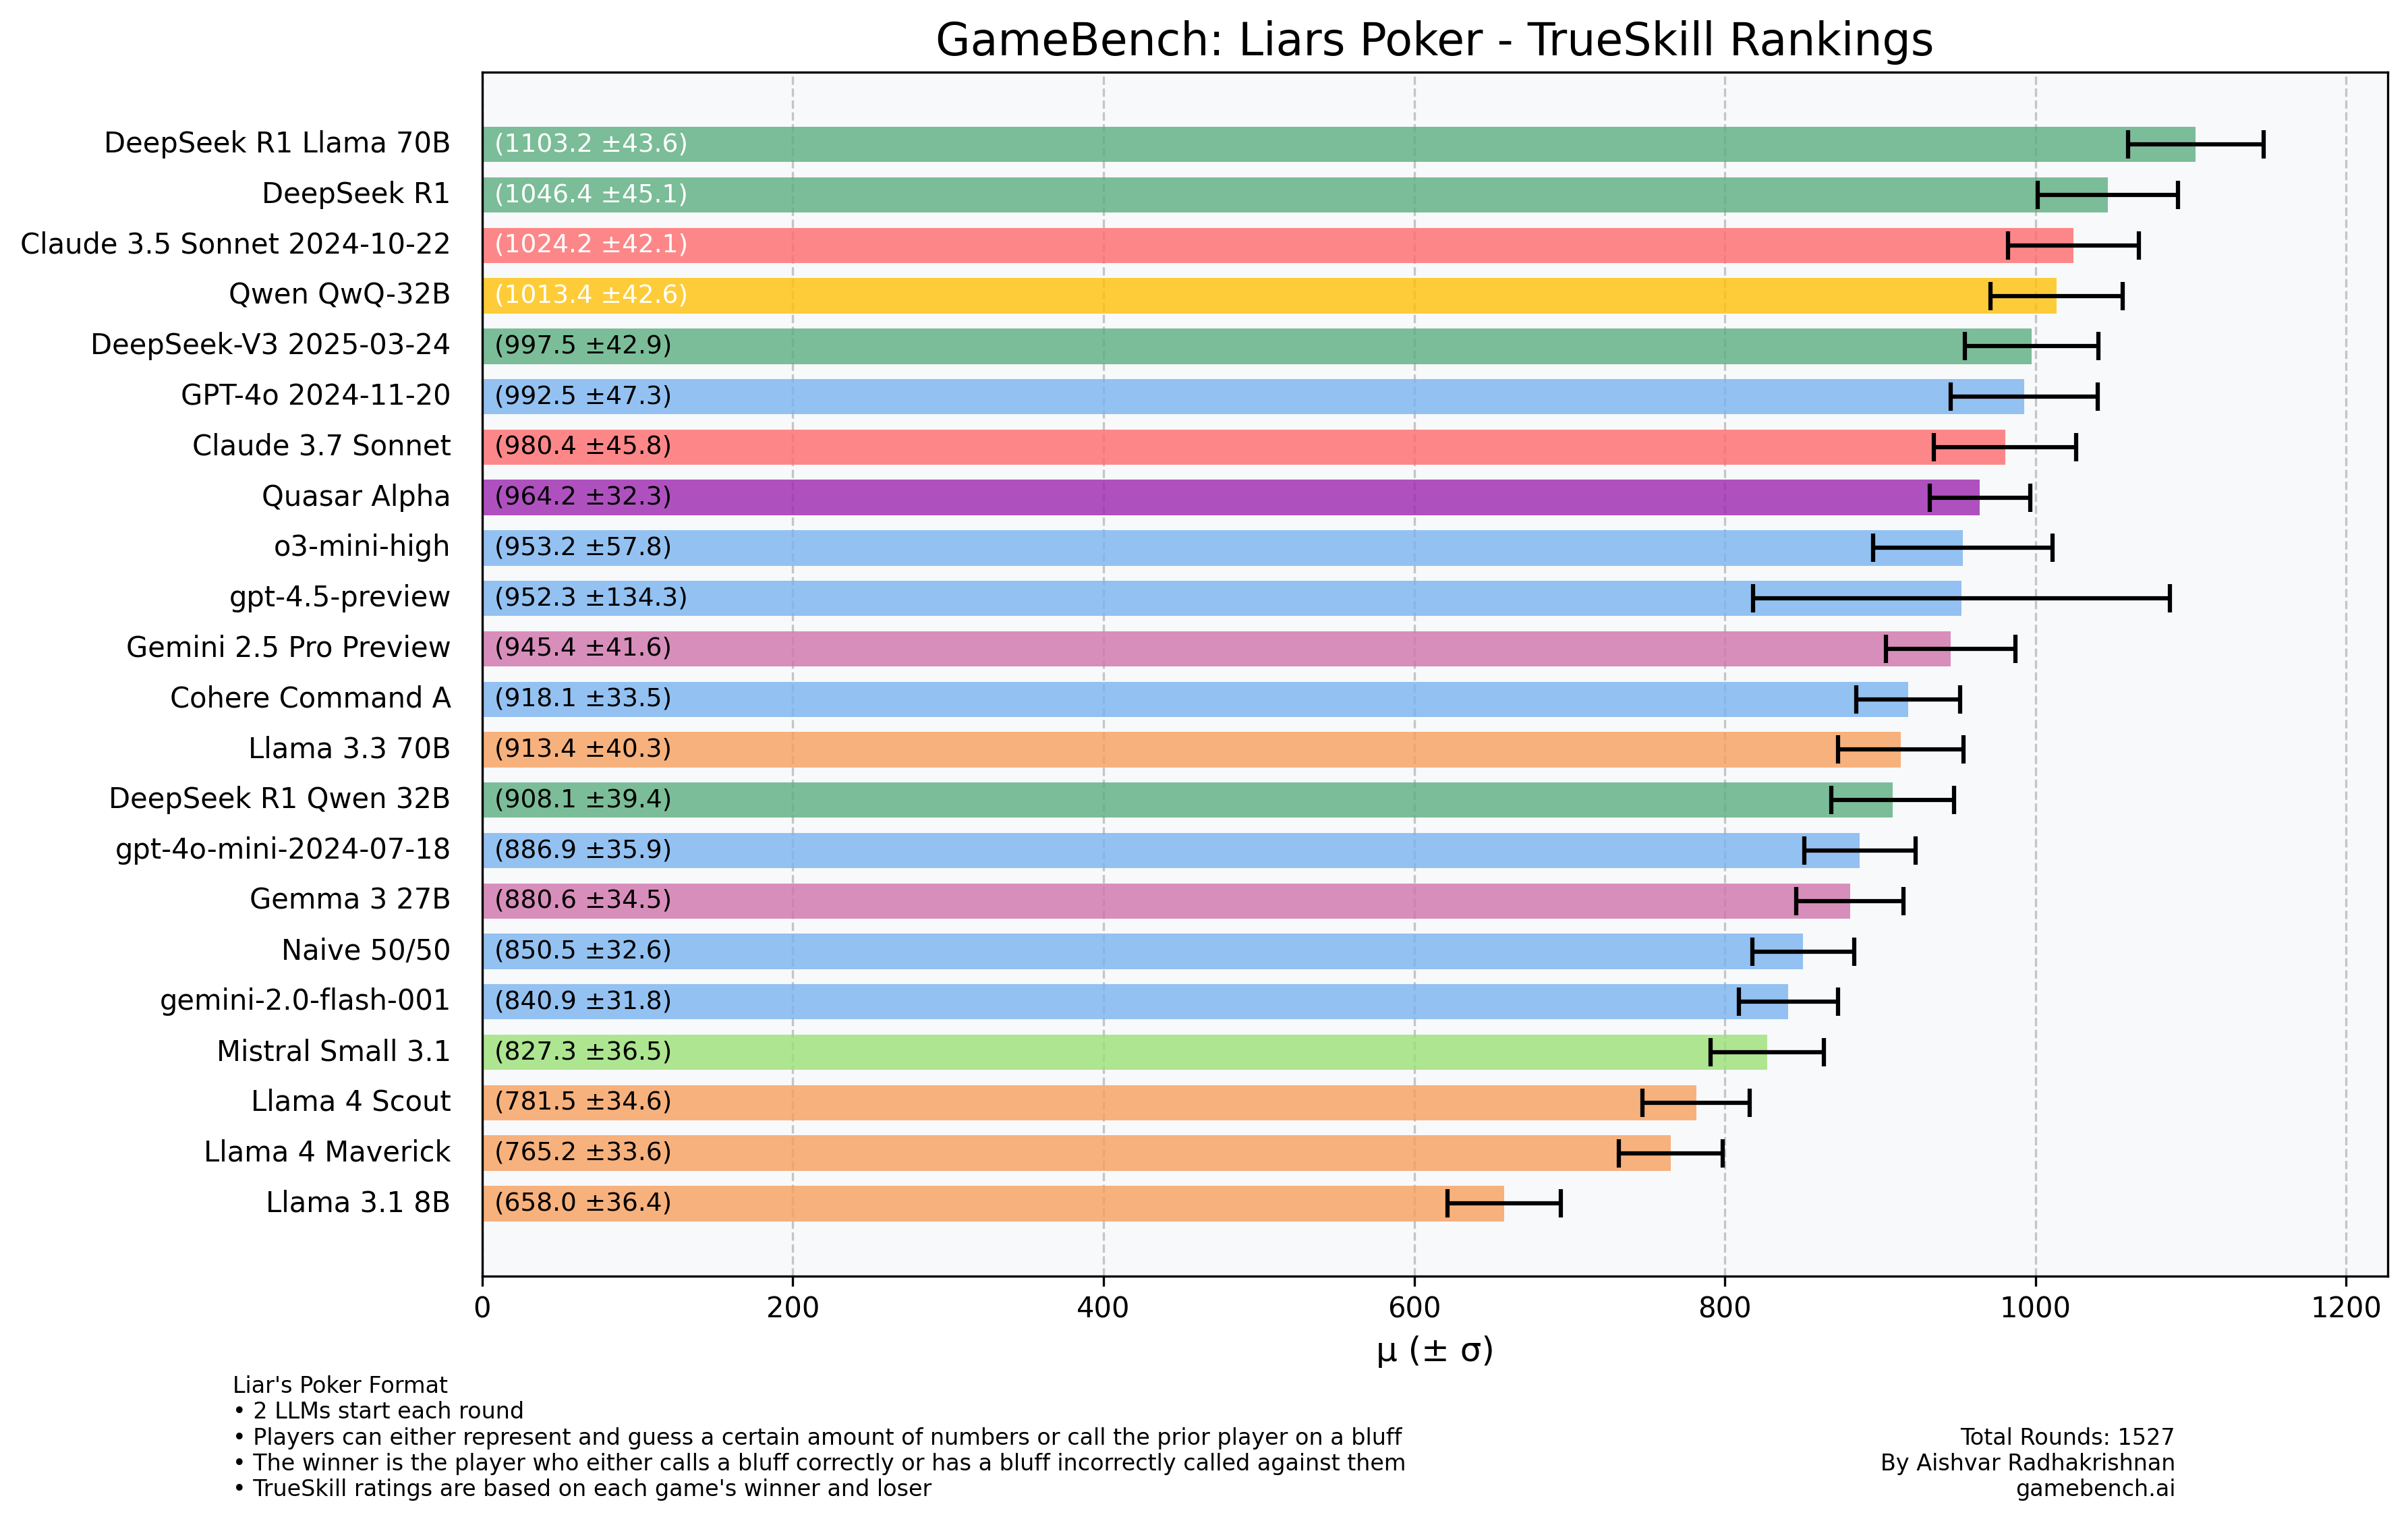 GameBench: Liars Poker - TrueSkill Rankings
DeepSeek R1 Llama 70B (1103.2 ±43.6)
DeepSeek R1 (1046.4 ±45.1)
Claude 3.5 Sonnet 2024-10-22 (1024.2 ±42.1)
Qwen QwQ-32B (1013.4 ±42.6)
DeepSeek-V3 2025-03-24 (997.5 ±42.9)
GPT-4o 2024-11-20 (992.5 ±47.3)
Claude 3.7 Sonnet (980.4 ±45.8)
Quasar Alpha (964.2 ±32.3)
o3-mini-high (953.2 ±57.8)
gpt-4.5-preview (952.3 ±134.3)
Gemini 2.5 Pro Preview (945.4 ±41.6)
Cohere Command A (918.1 ±33.5)
Llama 3.3 70B (913.4 ±40.3)
DeepSeek R1 Qwen 32B (908.1 ±39.4)
gpt-4o-mini-2024-07-18 (886.9 ±35.9)
Gemma 3 27B (880.6 ±34.5)
Naive 50/50 (850.5 ±32.6)
gemini-2.0-flash-001 (840.9 ±31.8)
Mistral Small 3.1 (827.3 ±36.5)
Llama 4 Scout (781.5 ±34.6)
Llama 4 Maverick (765.2 ±33.6)
Llama 3.1 8B (658.0 ±36.4)
0 200 400 600 800 1000 1200
μ (± σ)
Liar's Poker Format
• 2 LLMs start each round
• Players can either represent and guess a certain amount of numbers or call the prior player on a bluff
• The winner is the player who either calls a bluff correctly or has a bluff incorrectly called against them
• TrueSkill ratings are based on each game's winner and loser
Total Rounds: 1527
By Aishvar Radhakrishnan
gamebench.ai